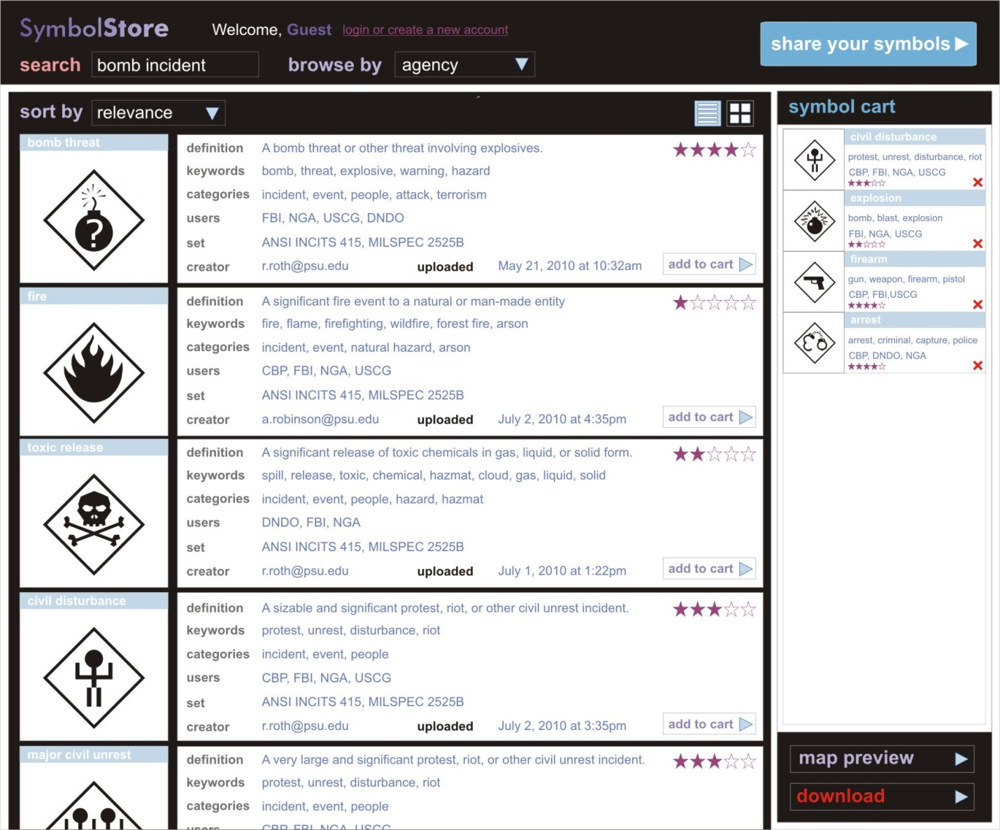 SymbolStore
Welcome, Guest login or create a new account
share your symbols
search bomb incident browse by agency
sort by relevance
bomb threat
?
definition A bomb threat or other threat involving explosives.
keywords bomb, threat, explosive, warning, hazard
categories incident, event, people, attack, terrorism
users FBI, NGA, USCG, DNDO
set ANSI INCITS 415, MILSPEC 2525B
creator r.roth@psu.edu uploaded May 21, 2010 at 10:32am add to cart
fire
definition A significant fire event to a natural or man-made entity
keywords fire, flame, firefighting, wildfire, forest fire, arson
categories incident, event, natural hazard, arson
users CBP, FBI, NGA, USCG
set ANSI INCITS 415, MILSPEC 2525B
creator a.robinson@psu.edu uploaded July 2, 2010 at 4:35pm add to cart
toxic release
definition A significant release of toxic chemicals in gas, liquid, or solid form.
keywords spill, release, toxic, chemical, hazmat, cloud, gas, liquid, solid
categories incident, event, people, hazard, hazmat
users DNDO, FBI, NGA
set ANSI INCITS 415, MILSPEC 2525B
creator r.roth@psu.edu uploaded July 1, 2010 at 1:22pm add to cart
civil disturbance
definition A sizable and significant protest, riot, or other civil unrest incident.
keywords protest, unrest, disturbance, riot
categories incident, event, people
users CBP, FBI, NGA, USCG
set ANSI INCITS 415, MILSPEC 2525B
creator r.roth@psu.edu uploaded July 2, 2010 at 3:35pm add to cart
major civil unrest
definition A very large and significant protest, riot, or other civil unrest incident.
keywords protest, unrest, disturbance, riot
categories incident, event, people
users CBP, FBI, NGA, USCG
symbol cart
civil disturbance
protest, unrest, disturbance, riot
CBP, FBI, NGA, USCG
explosion
bomb, blast, explosion
FBI, NGA, USCG
firearm
gun, weapon, firearm, pistol
CBP, FBI,USCG
arrest
arrest, criminal, capture, police
CBP, DNDO, NGA
map preview
download